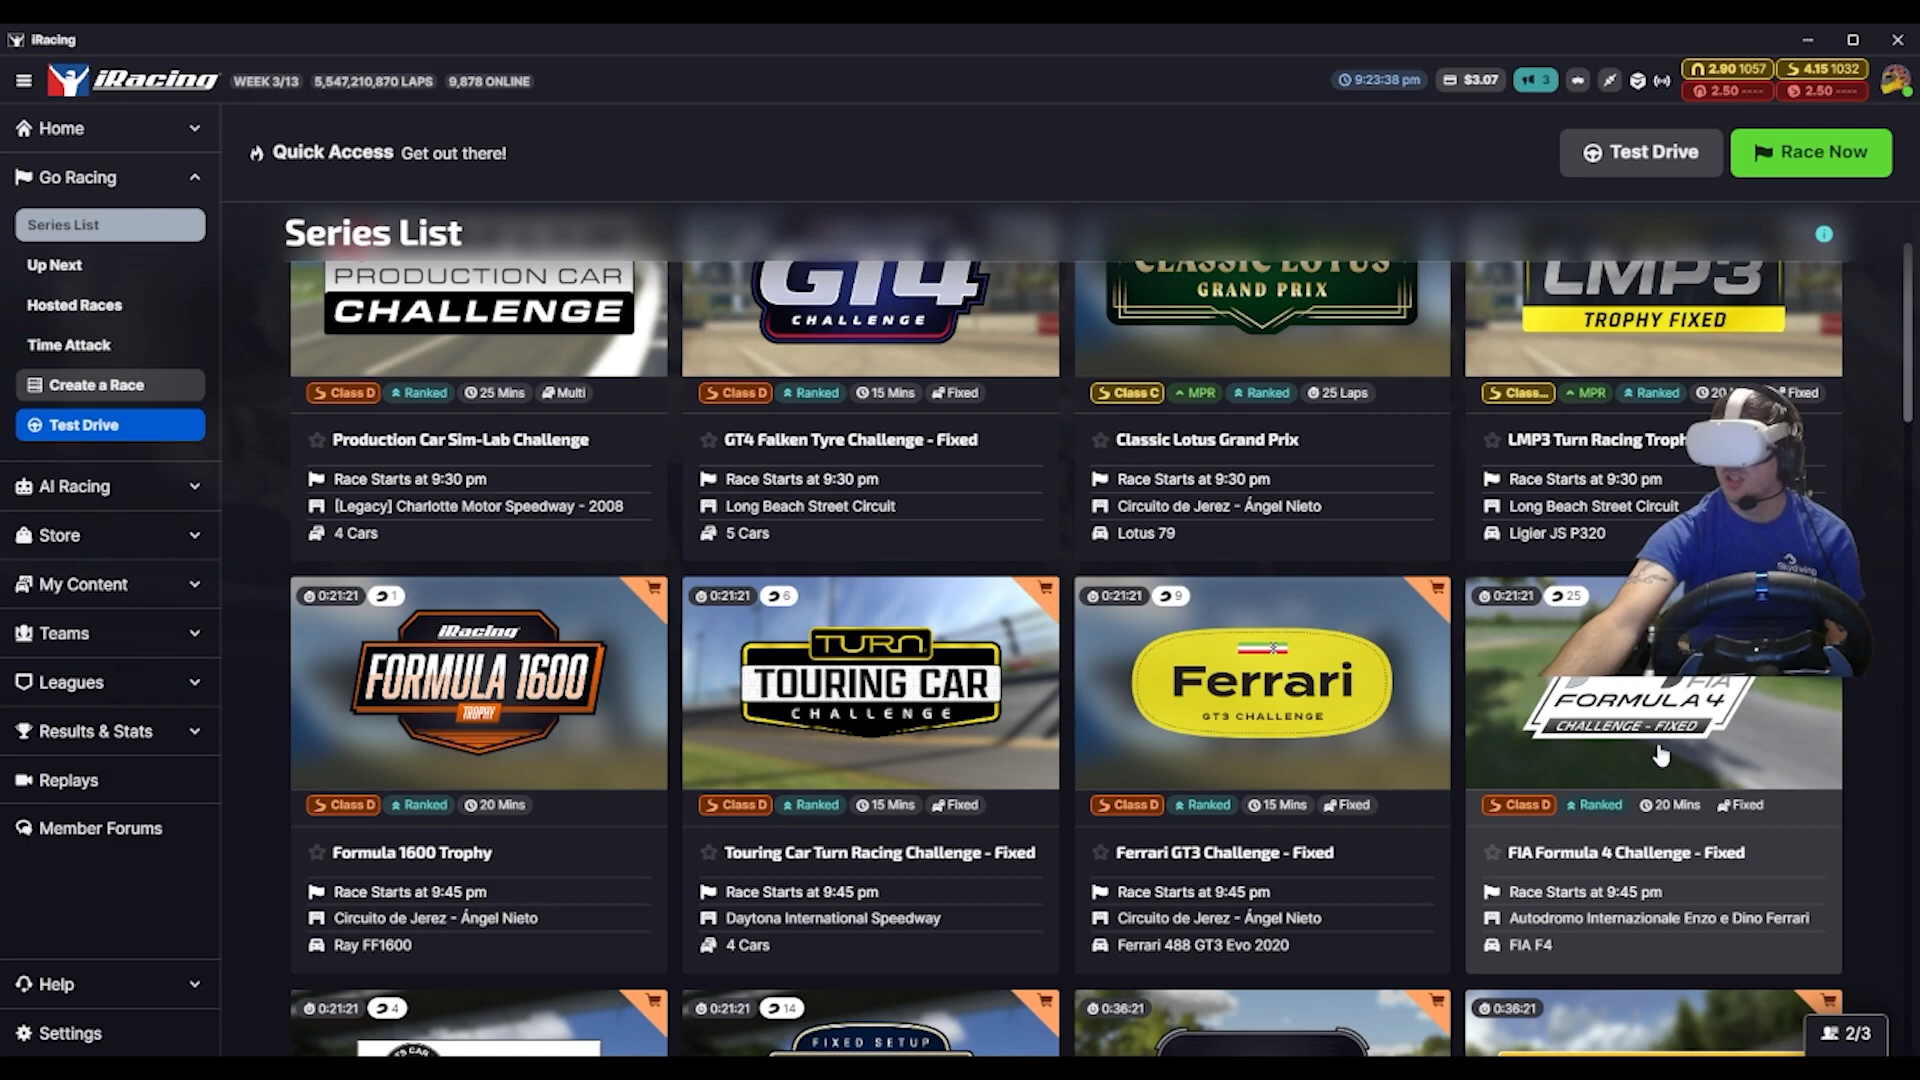 iRacing
iRacing WEEK 3/13 5,547,210,870 LAPS 9,878 ONLINE 9:23:38 pm $3.07 3 2.90 1057 4.15 1032
2.50 ---- 2.50 ----
Home
Go Racing
Series List
Up Next
Hosted Races
Time Attack
Create a Race
Test Drive
AI Racing
Store
My Content
Teams
Leagues
Results & Stats
Replays
Member Forums
Help
Settings
Quick Access Get out there!
Test Drive
Race Now
Series List
PRODUCTION CAR
CHALLENGE
Class D Ranked 25 Mins Multi
Production Car Sim-Lab Challenge
Race Starts at 9:30 pm
[Legacy] Charlotte Motor Speedway - 2008
4 Cars
GT4
CHALLENGE
Class D Ranked 15 Mins Fixed
GT4 Falken Tyre Challenge - Fixed
Race Starts at 9:30 pm
Long Beach Street Circuit
5 Cars
CLASSIC LOTUS
GRAND PRIX
Class C MPR Ranked 25 Laps
Classic Lotus Grand Prix
Race Starts at 9:30 pm
Circuito de Jerez - Ángel Nieto
Lotus 79
LMP3
TROPHY FIXED
Class... MPR Ranked Fixed
LMP3 Turn Racing
Race Starts at 9:30 pm
Long Beach Street Circuit
Ligier JS P320
0:21:21 1
iRacing
FORMULA 1600
TROPHY
Class D Ranked 20 Mins
Formula 1600 Trophy
Race Starts at 9:45 pm
Circuito de Jerez - Ángel Nieto
Ray FF1600
0:21:21 6
TURN
TOURING CAR
CHALLENGE
Class D Ranked 15 Mins Fixed
Touring Car Turn Racing Challenge - Fixed
Race Starts at 9:45 pm
Daytona International Speedway
4 Cars
0:21:21 9
Ferrari
GT3 CHALLENGE
Class D Ranked 15 Mins Fixed
Ferrari GT3 Challenge - Fixed
Race Starts at 9:45 pm
Circuito de Jerez - Ángel Nieto
Ferrari 488 GT3 Evo 2020
0:21:21 25
Skydiving
FIA
FORMULA 4
CHALLENGE - FIXED
Class D Ranked 20 Mins Fixed
FIA Formula 4 Challenge - Fixed
Race Starts at 9:45 pm
Autodromo Internazionale Enzo e Dino Ferrari
FIA F4
0:21:21 4
0:21:21 14
FIXED SETUP
0:36:21
0:36:21
2/3